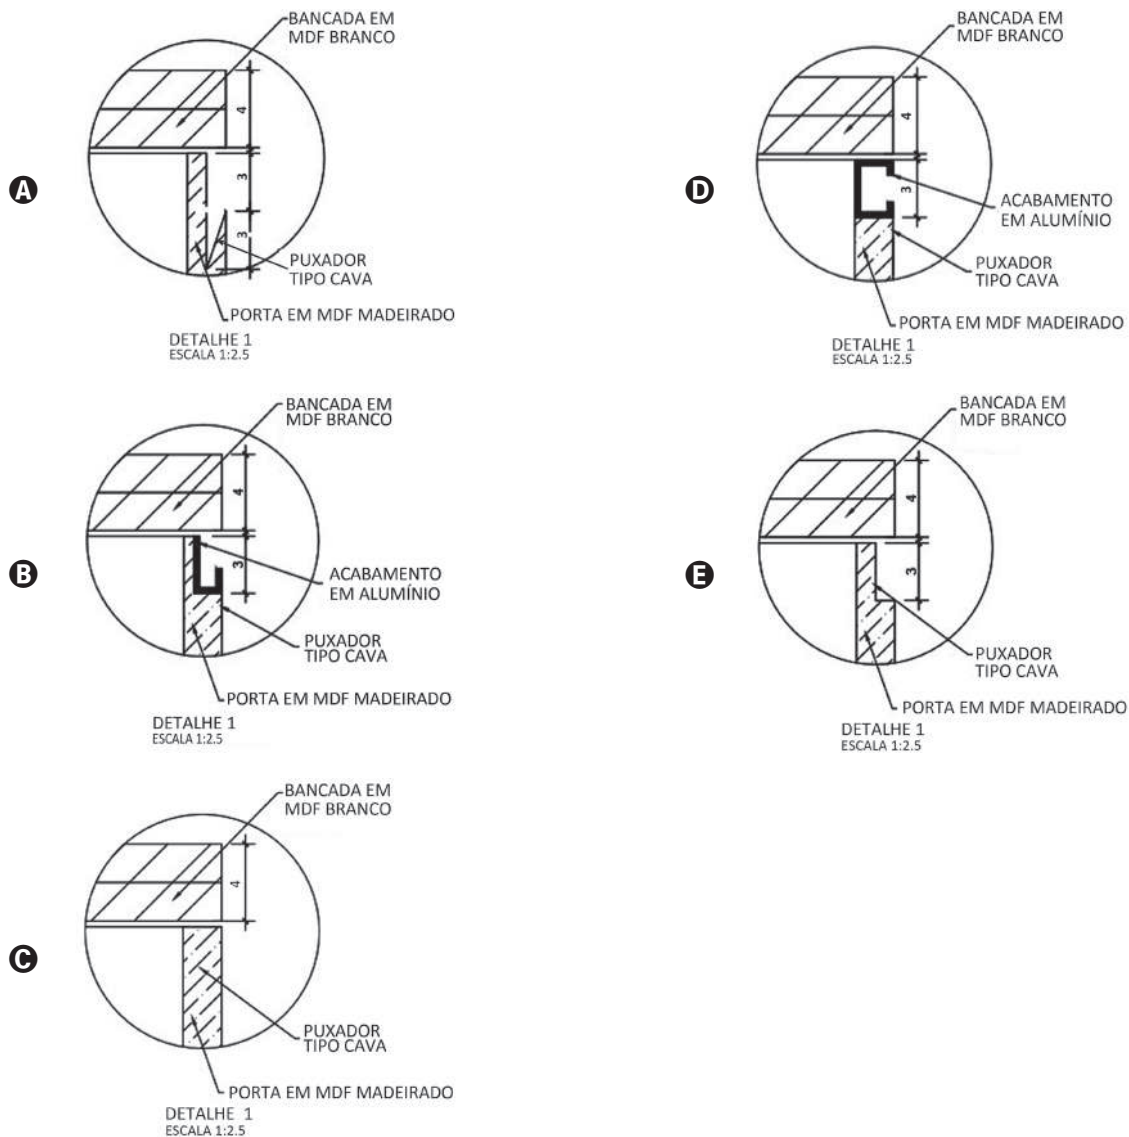 A
BANCADA EM
MDF BRANCO
4
3
3
PUXADOR
TIPO CAVA
PORTA EM MDF MADEIRADO
DETALHE 1
ESCALA 1:2.5
B
BANCADA EM
MDF BRANCO
4
3
ACABAMENTO
EM ALUMÍNIO
PUXADOR
TIPO CAVA
PORTA EM MDF MADEIRADO
DETALHE 1
ESCALA 1:2.5
C
BANCADA EM
MDF BRANCO
4
PUXADOR
TIPO CAVA
PORTA EM MDF MADEIRADO
DETALHE 1
ESCALA 1:2.5
D
BANCADA EM
MDF BRANCO
4
3
ACABAMENTO
EM ALUMÍNIO
PUXADOR
TIPO CAVA
PORTA EM MDF MADEIRADO
DETALHE 1
ESCALA 1:2.5
E
BANCADA EM
MDF BRANCO
4
3
PUXADOR
TIPO CAVA
PORTA EM MDF MADEIRADO
DETALHE 1
ESCALA 1:2.5